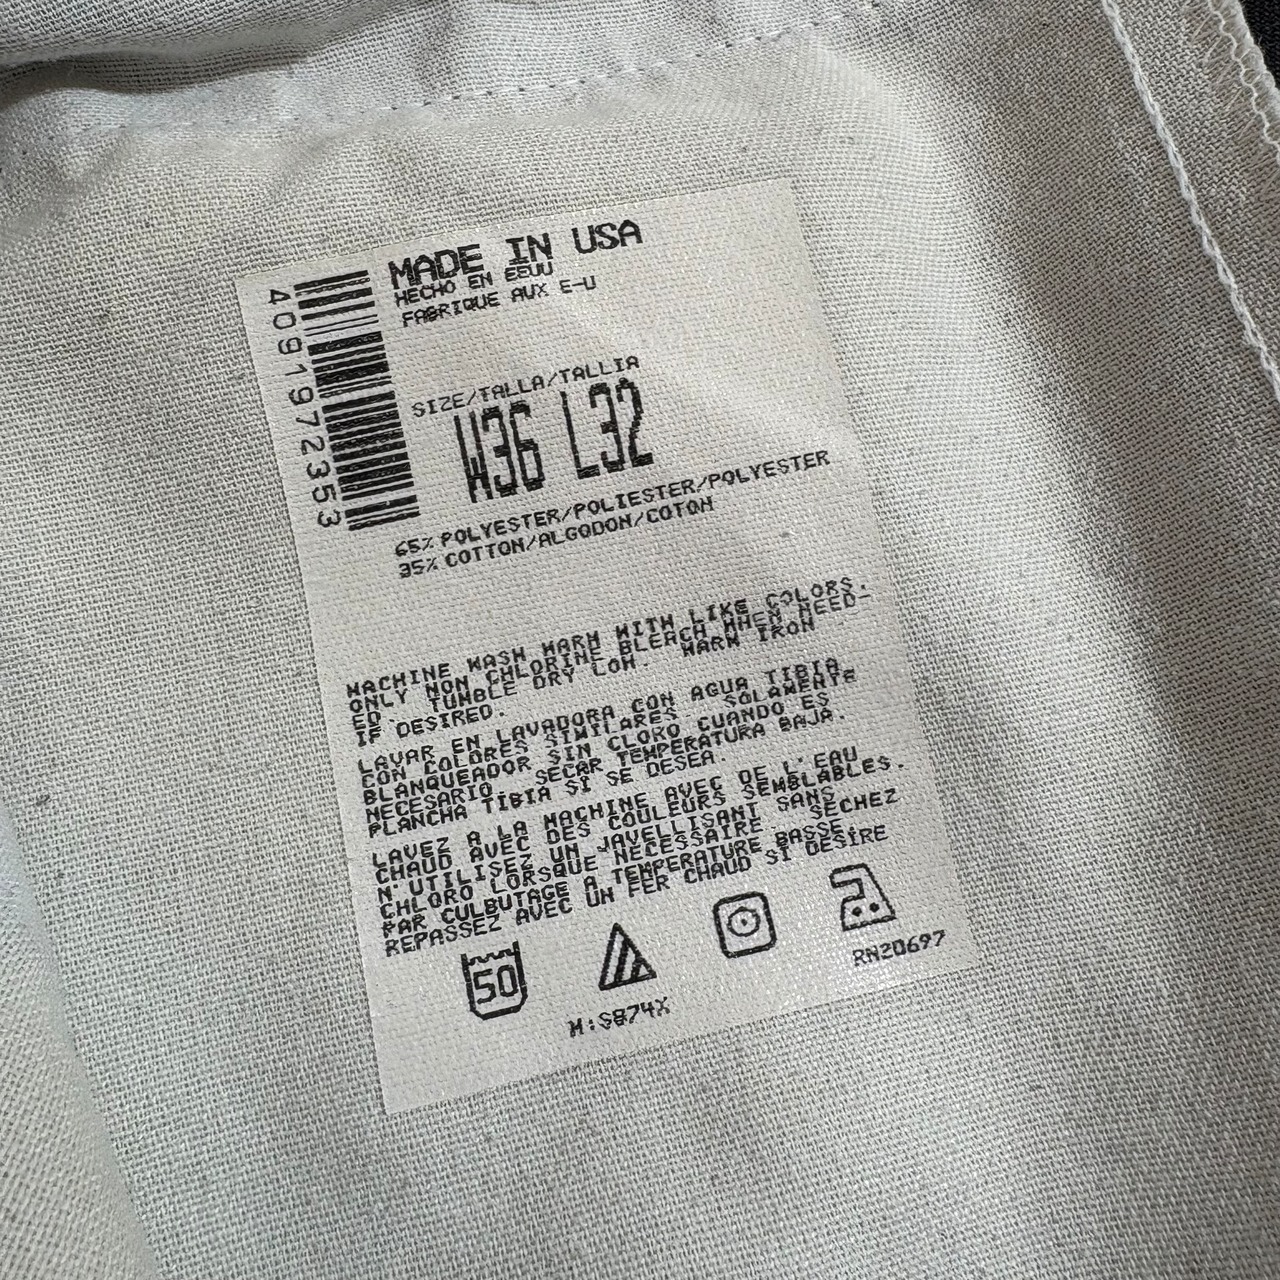 4091972353
MADE IN USA
HECHO EN EEUU
FABRIQUE AUX E-U
SIZE/TALLA/TALLIA
W36 L32
65% POLYESTER/POLIESTER/POLYESTER
35% COTTON/ALGODON/COTON
MACHINE WASH WARM WITH LIKE COLORS.
ONLY NON CHLORINE BLEACH WHEN NEED-
ED. TUMBLE DRY LOW. WARM IRON
IF DESIRED.
LAVAR EN LAVADORA CON AGUA TIBIA
CON COLORES SIMILARES SOLAMENTE
BLANQUEADOR SIN CLORO CUANDO ES
NECESARIO. SECAR TEMPERATURA BAJA.
PLANCHA TIBIA SI SE DESEA.
LAVEZ A LA MACHINE AVEC DE L'EAU
CHAUD AVEC DES COULEURS SEMBLABLES.
N'UTILISEZ UN JAVELLISANT SANS
CHLORO LORSQUE NECESSAIRE SECHEZ
PAR CULBUTAGE A TEMPERATURE BASSE
REPASSEZ AVEC UN FER CHAUD SI DESIRE
50
RN20697
M:S874X